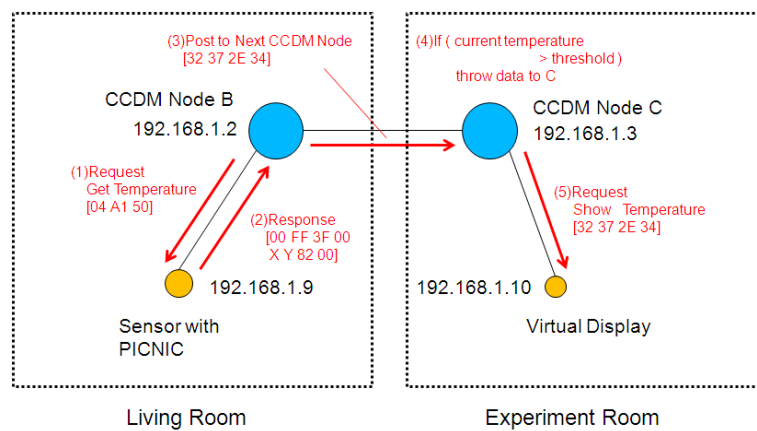 (3)Post to Next CCDM Node
[32 37 2E 34]
(4)If ( current temperature
> threshold )
throw data to C
CCDM Node B
192.168.1.2
CCDM Node C
192.168.1.3
(1)Request
Get Temperature
[04 A1 50]
(2)Response
[00 FF 3F 00
X Y 82 00]
(5)Request
Show Temperature
[32 37 2E 34]
192.168.1.9
192.168.1.10
Sensor with
PICNIC
Virtual Display
Living Room
Experiment Room